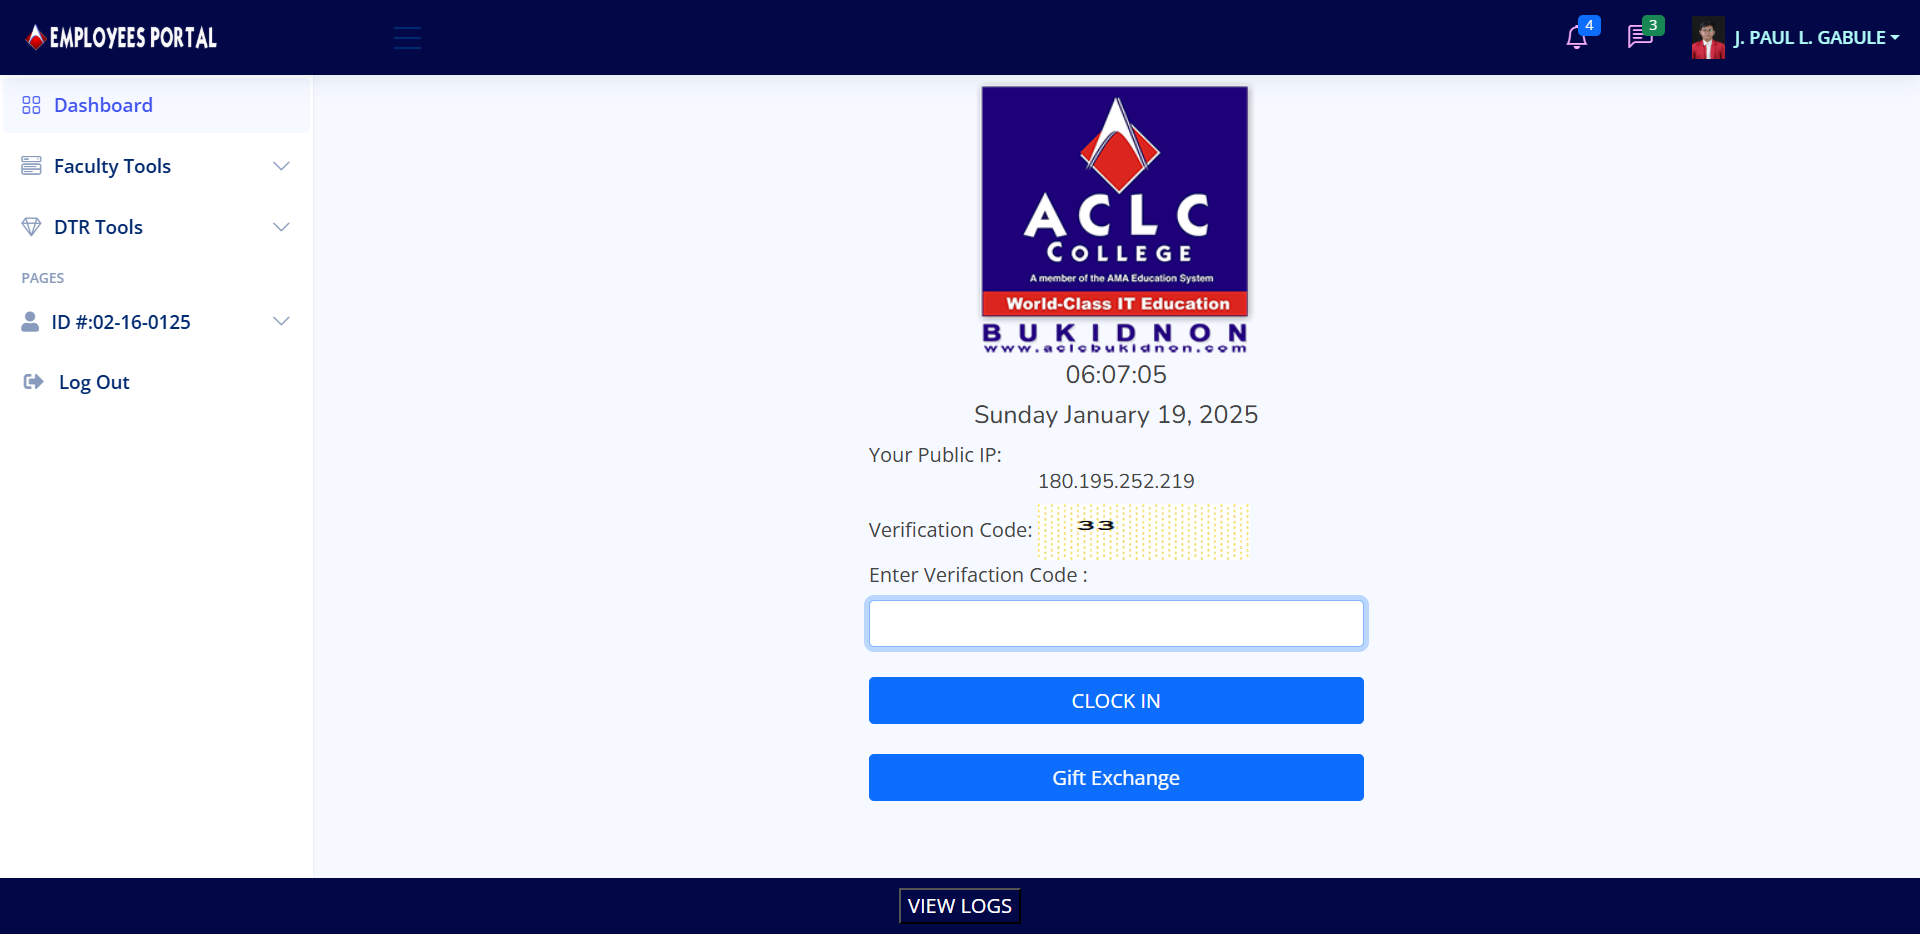 EMPLOYEES PORTAL
4
3
J. PAUL L. GABULE
Dashboard
Faculty Tools
DTR Tools
PAGES
ID #:02-16-0125
Log Out
ACLC
COLLEGE
A member of the AMA Education System
World-Class IT Education
BUKIDNON
www.aclcbukidnon.com
06:07:05
Sunday January 19, 2025
Your Public IP:
180.195.252.219
Verification Code: 33
Enter Verifaction Code :
CLOCK IN
Gift Exchange
VIEW LOGS